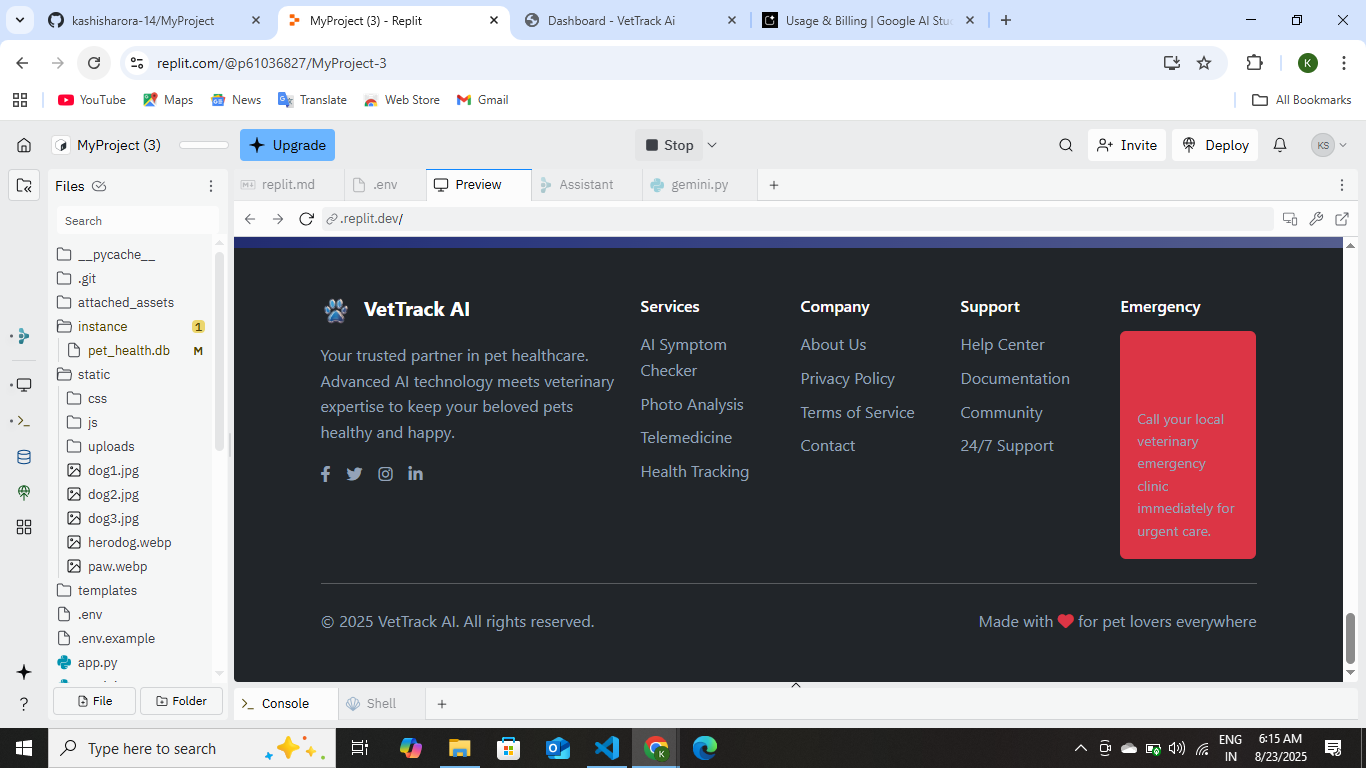 kashisharora-14/MyProject
MyProject (3) - Replit
Dashboard - VetTrack Ai
Usage & Billing | Google AI Stu
replit.com/@p61036827/MyProject-3
K
YouTube
Maps
News
Translate
Web Store
Gmail
All Bookmarks
MyProject (3)
Upgrade
Stop
Invite
Deploy
KS
Files
replit.md
.env
Preview
Assistant
gemini.py
Search
.replit.dev/
__pycache__
.git
attached_assets
instance
1
pet_health.db
M
static
css
js
uploads
dog1.jpg
dog2.jpg
dog3.jpg
herodog.webp
paw.webp
templates
.env
.env.example
app.py
File
Folder
VetTrack AI
Your trusted partner in pet healthcare.
Advanced AI technology meets veterinary
expertise to keep your beloved pets
healthy and happy.
Services
AI Symptom
Checker
Photo Analysis
Telemedicine
Health Tracking
Company
About Us
Privacy Policy
Terms of Service
Contact
Support
Help Center
Documentation
Community
24/7 Support
Emergency
Call your local
veterinary
emergency
clinic
immediately for
urgent care.
© 2025 VetTrack AI. All rights reserved.
Made with ❤ for pet lovers everywhere
Console
Shell
Type here to search
ENG
IN
6:15 AM
8/23/2025